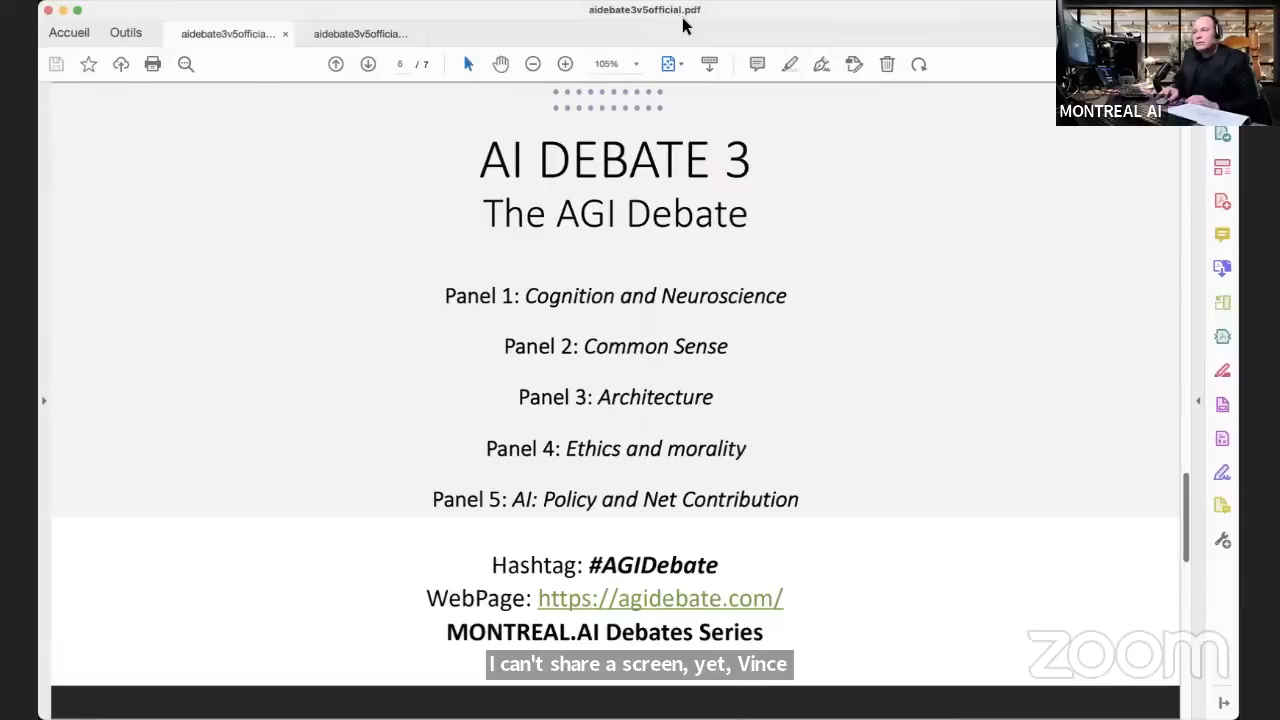 aidebate3v5official.pdf
Accueil Outils aidebate3v5officia... × aidebate3v5officia...
6 / 7 105%
MONTREAL AI
AI DEBATE 3
The AGI Debate
Panel 1: Cognition and Neuroscience
Panel 2: Common Sense
Panel 3: Architecture
Panel 4: Ethics and morality
Panel 5: AI: Policy and Net Contribution
Hashtag: #AGIDebate
WebPage: https://agidebate.com/
MONTREAL.AI Debates Series
I can't share a screen, yet, Vince
zoom